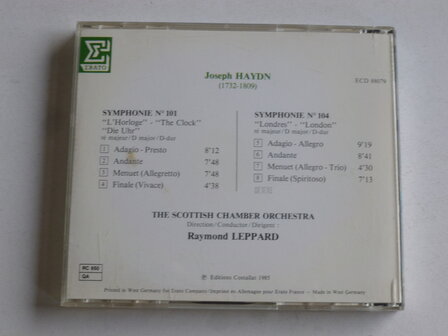 ERATO
Joseph HAYDN
(1732-1809)
ECD 88079
SYMPHONIE N° 101
"L'Horloge" - "The Clock"
"Die Uhr"
ré majeur/D major/D-dur
1 Adagio - Presto 8'12
2 Andante 7'48
3 Menuet (Allegretto) 7'48
4 Finale (Vivace) 4'38
SYMPHONIE N° 104
"Londres" - "London"
ré majeur/D major/D-dur
5 Adagio - Allegro 9'19
6 Andante 8'41
7 Menuet (Allegro - Trio) 4'30
8 Finale (Spiritoso) 7'13
THE SCOTTISH CHAMBER ORCHESTRA
Direction/Conductor/Dirigent :
Raymond LEPPARD
RC 650
QA
℗ Editions Costallat 1985
Printed in West Germany for Erato Company/Imprimé en Allemagne pour Erato France - Made in West Germany